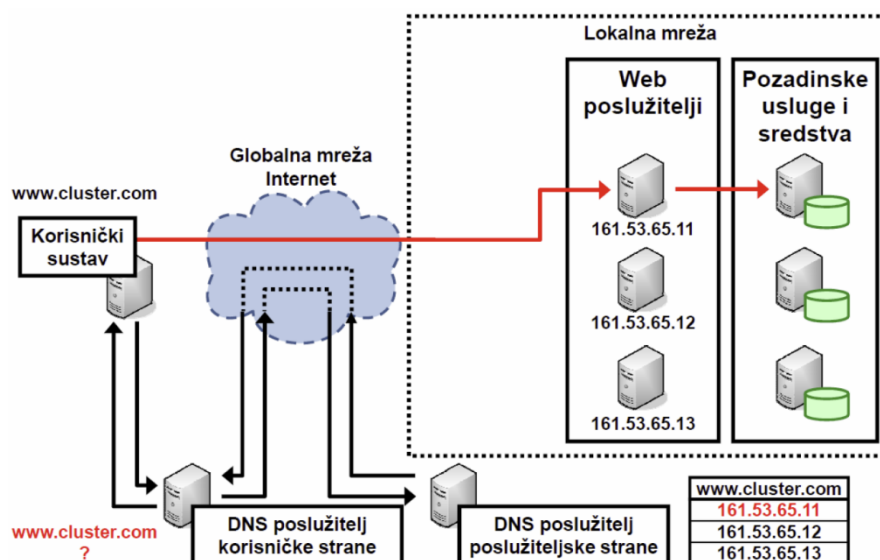 Lokalna mreža
Web
poslužitelji
Pozadinske
usluge i
sredstva
Globalna mreža
Internet
www.cluster.com
Korisnički
sustav
161.53.65.11
161.53.65.12
161.53.65.13
www.cluster.com
?
DNS poslužitelj
korisničke strane
DNS poslužitelj
poslužiteljske strane
www.cluster.com
161.53.65.11
161.53.65.12
161.53.65.13